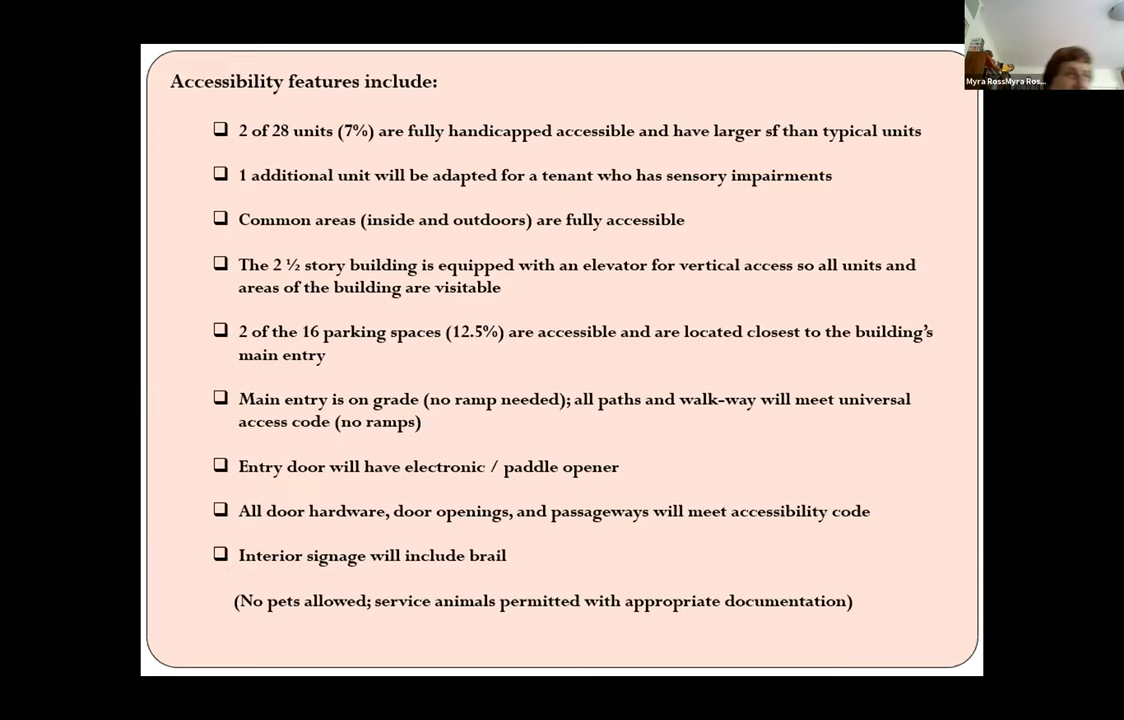 Accessibility features include:
2 of 28 units (7%) are fully handicapped accessible and have larger sf than typical units
1 additional unit will be adapted for a tenant who has sensory impairments
Common areas (inside and outdoors) are fully accessible
The 2 ½ story building is equipped with an elevator for vertical access so all units and
areas of the building are visitable
2 of the 16 parking spaces (12.5%) are accessible and are located closest to the building’s
main entry
Main entry is on grade (no ramp needed); all paths and walk-way will meet universal
access code (no ramps)
Entry door will have electronic / paddle opener
All door hardware, door openings, and passageways will meet accessibility code
Interior signage will include brail
(No pets allowed; service animals permitted with appropriate documentation)
Myra RossMyra Ros...